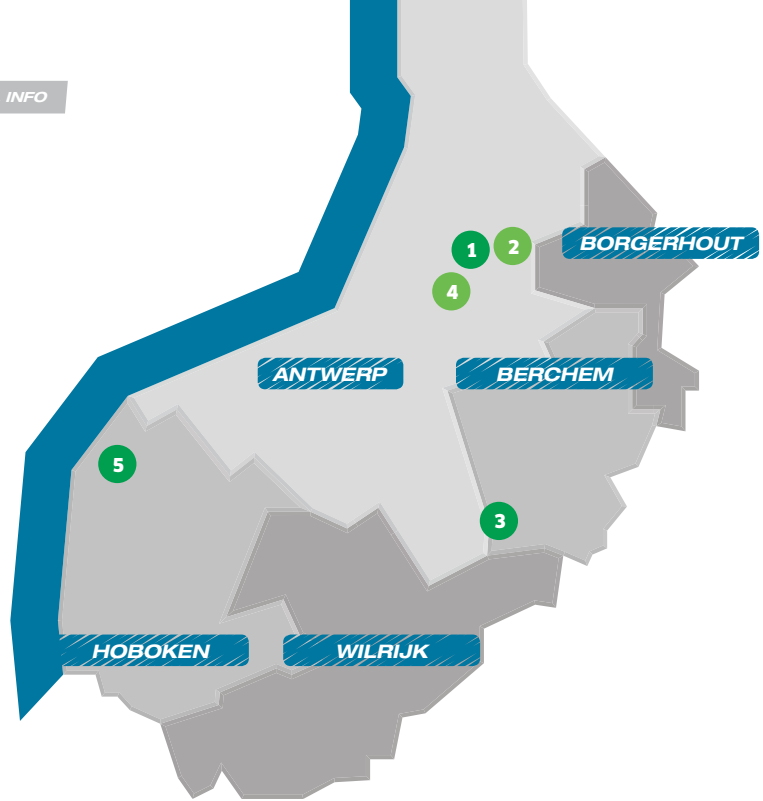 INFO
1
2
BORGERHOUT
4
ANTWERP
BERCHEM
5
3
HOBOKEN
WILRIJK